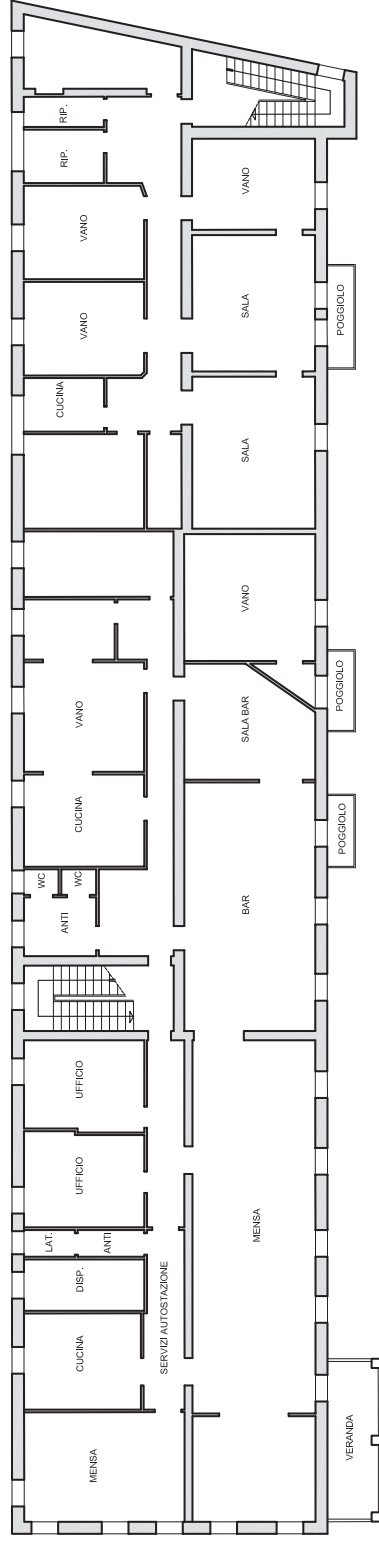 RIP.
RIP.
VANO
VANO
VANO
SALA
POGGIOLO
CUCINA
SALA
VANO
POGGIOLO
VANO
SALA BAR
CUCINA
POGGIOLO
WC
WC
ANTI
BAR
UFFICIO
UFFICIO
MENSA
LAT.
ANTI
DISP.
SERVIZI AUTOSTAZIONE
CUCINA
MENSA
VERANDA